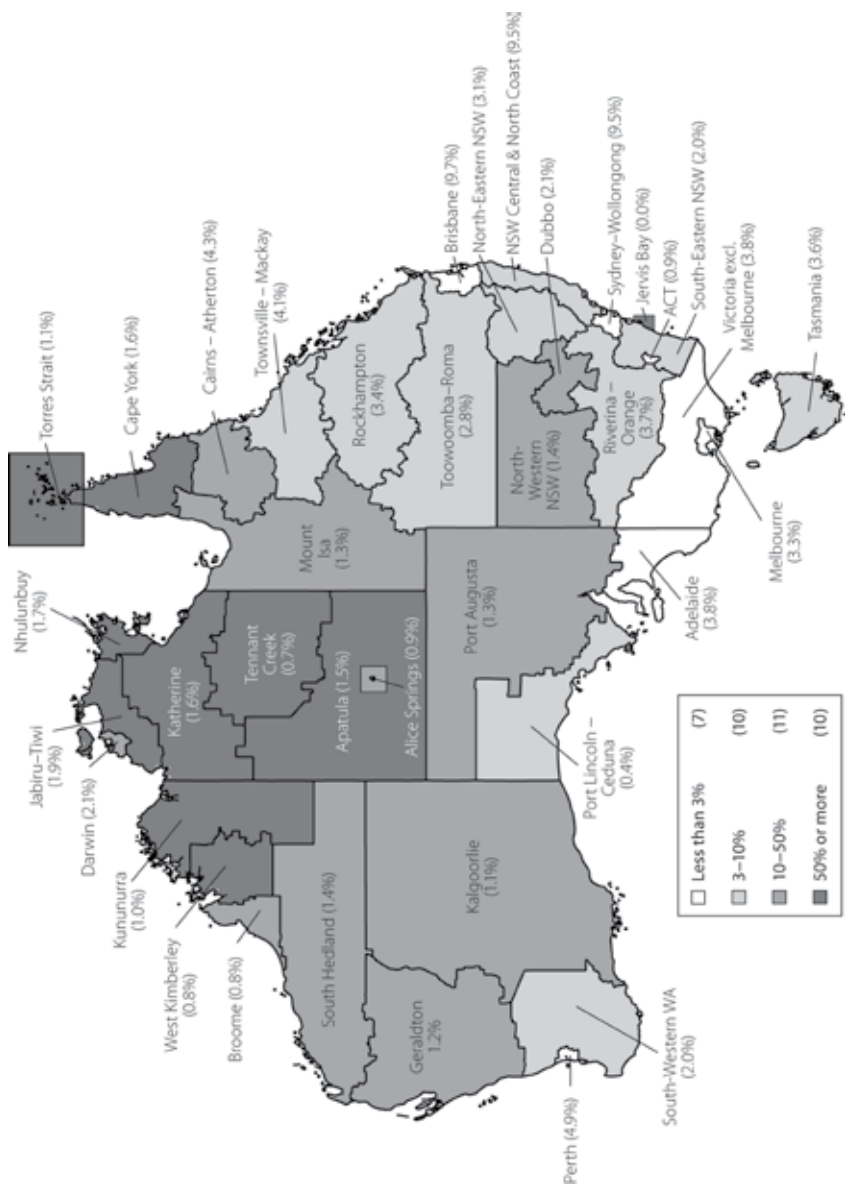 Torres Strait (1.1%)
Cape York (1.6%)
Cairns – Atherton (4.3%)
Townsville – Mackay
(4.1%)
Nhulunbuy
(1.7%)
Jabiru–Tiwi
(1.9%)
Darwin (2.1%)
Kununurra
(1.0%)
West Kimberley
(0.8%)
Broome (0.8%)
South Hedland (1.4%)
Geraldton
1.2%
Perth (4.9%)
South-Western WA
(2.0%)
Kalgoorlie
(1.1%)
Katherine
(1.6%)
Tennant
Creek
(0.7%)
Apatula (1.5%)
Alice Springs (0.9%)
Mount
Isa
(1.3%)
Rockhampton
(3.4%)
Toowoomba–Roma
(2.8%)
Brisbane (9.7%)
North-Eastern NSW (3.1%)
NSW Central & North Coast (9.5%)
Dubbo (2.1%)
North-
Western
NSW (1.4%)
Port Augusta
(1.3%)
Port Lincoln –
Ceduna
(0.4%)
Riverina –
Orange
(3.7%)
Sydney–Wollongong (9.5%)
Jervis Bay (0.0%)
ACT (0.9%)
South-Eastern NSW (2.0%)
Victoria excl.
Melbourne (3.8%)
Adelaide
(3.8%)
Melbourne
(3.3%)
Tasmania (3.6%)
Less than 3% (7)
3–10% (10)
10–50% (11)
50% or more (10)